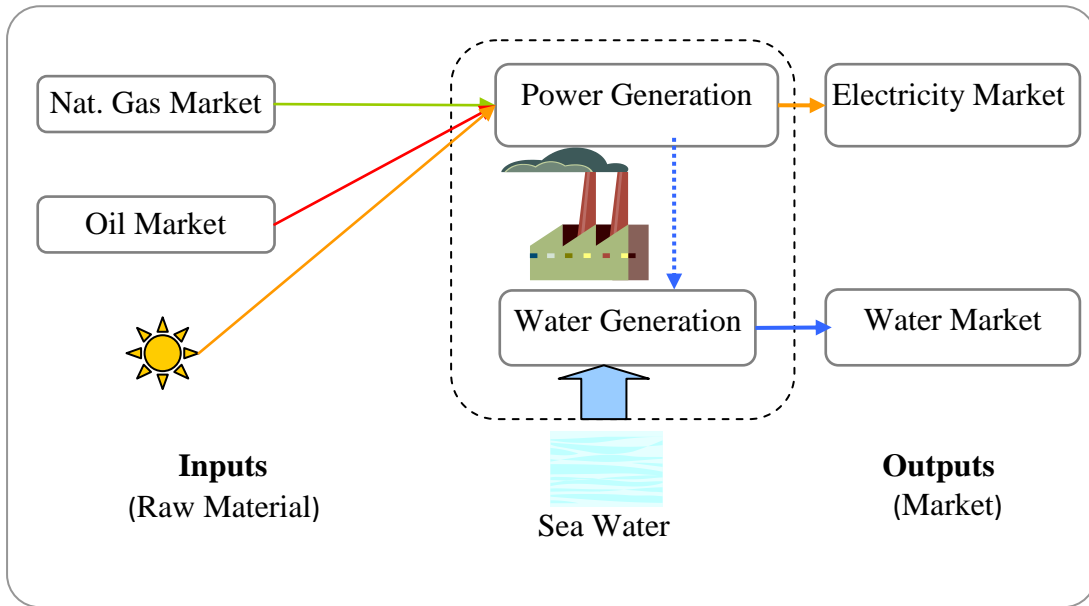 Nat. Gas Market
Power Generation
Electricity Market
Oil Market
Water Generation
Water Market
Inputs
(Raw Material)
Sea Water
Outputs
(Market)